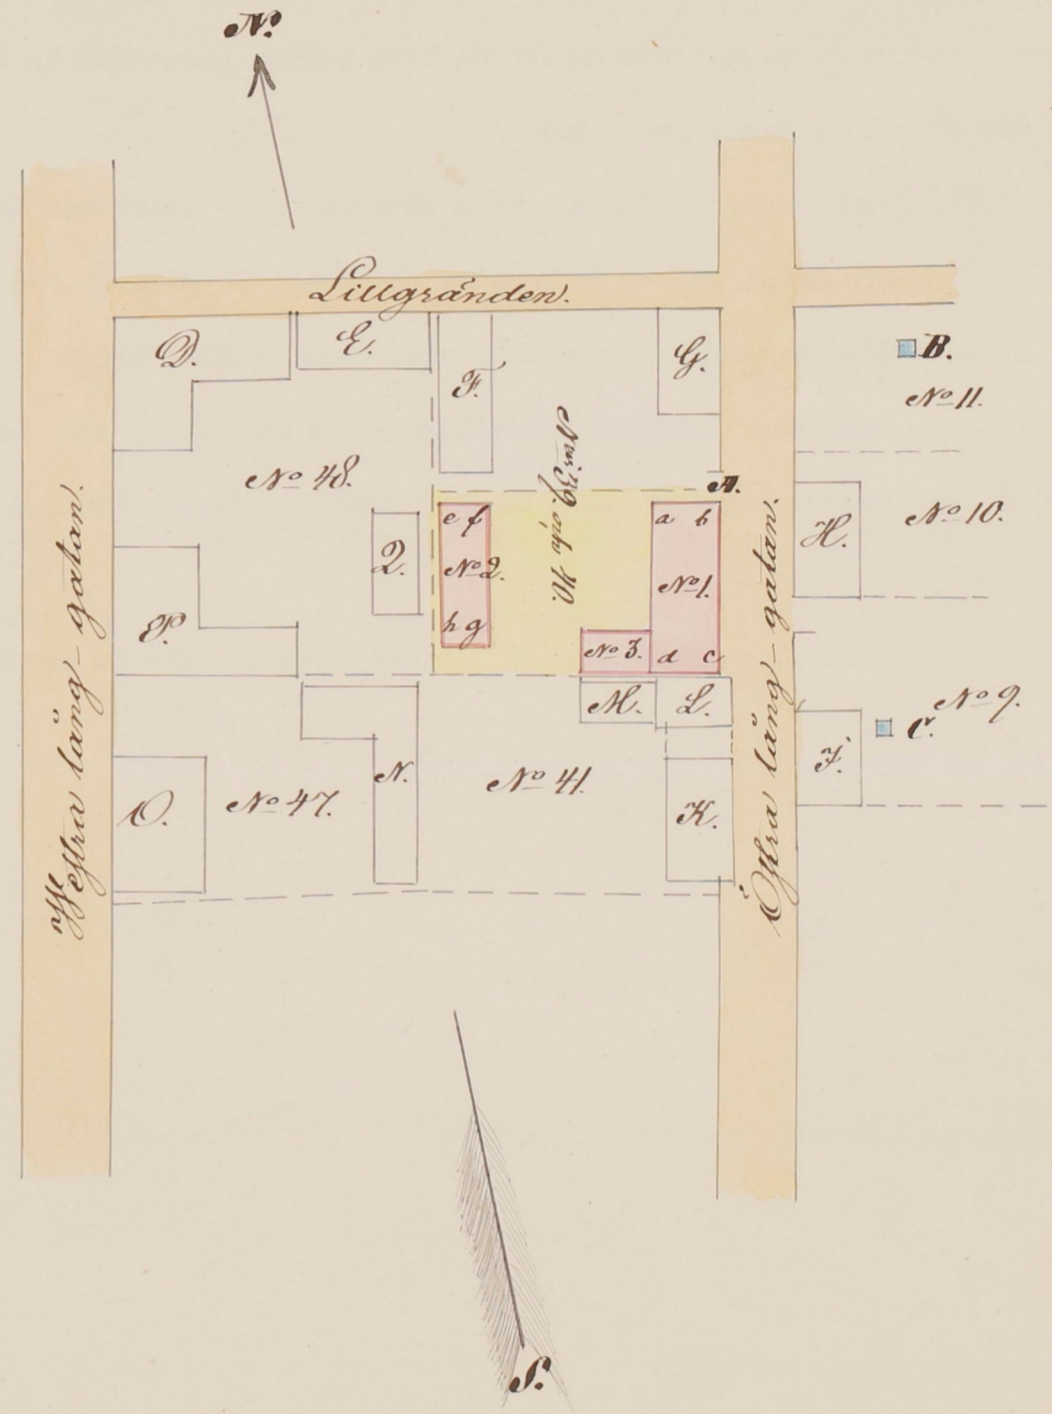 N.
Lillgränden.
D.
E.
F.
G.
B.
No 11.
No 48.
No 39. och 40.
A.
Q.
e f
No 2.
h g
a b
No 1.
d c
No 3.
H.
No 10.
P.
M.
L.
No 9.
C.
J.
O.
No 47.
N.
No 41.
K.
Westra lång-gatan.
Östra lång-gatan.
S.